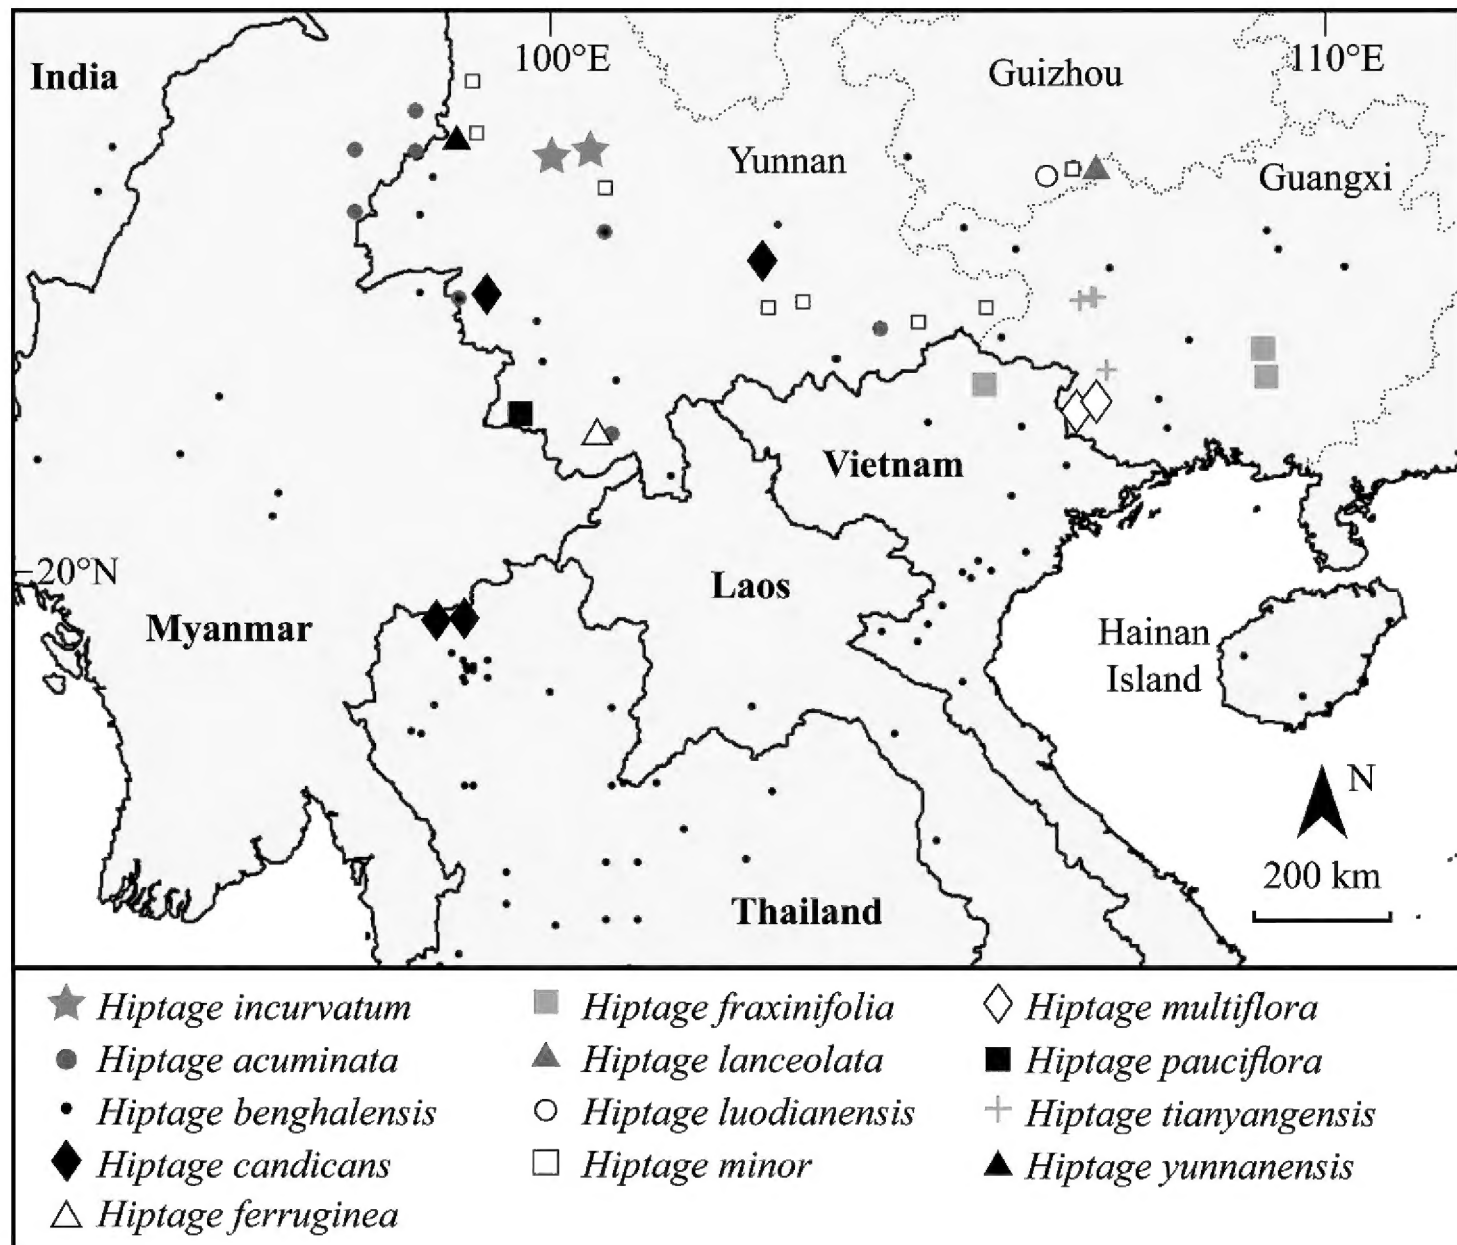 100°E
110°E
India
Guizhou
Yunnan
Guangxi
Vietnam
20°N
Laos
Myanmar
Hainan
Island
N
200 km
Thailand
Hiptage incurvatum
Hiptage acuminata
Hiptage benghalensis
Hiptage candicans
Hiptage ferruginea
Hiptage fraxinifolia
Hiptage lanceolata
Hiptage luodianensis
Hiptage minor
Hiptage multiflora
Hiptage pauciflora
Hiptage tianyangensis
Hiptage yunnanensis